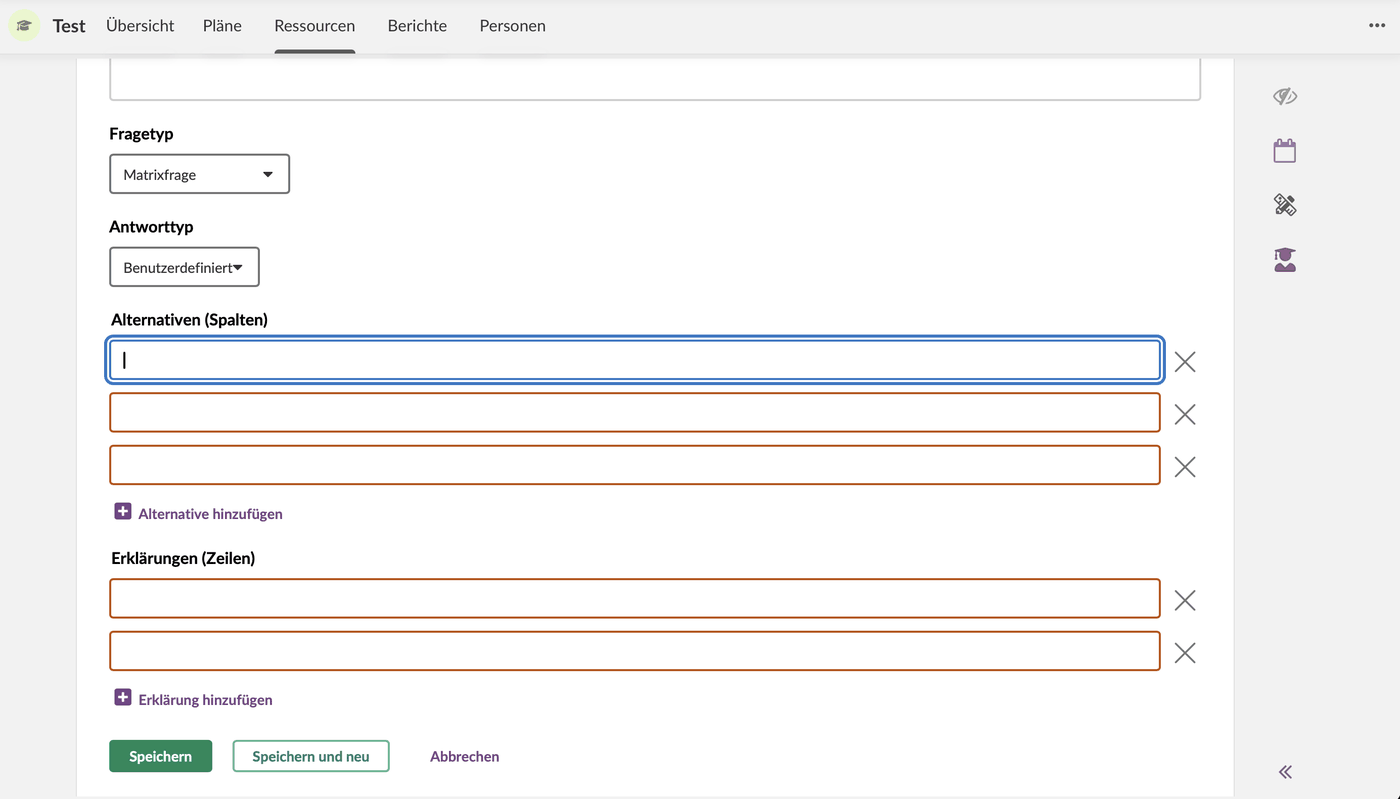 Test Übersicht Pläne Ressourcen Berichte Personen
Fragetyp
Matrixfrage
Antworttyp
Benutzerdefiniert
Alternativen (Spalten)
Alternative hinzufügen
Erklärungen (Zeilen)
Erklärung hinzufügen
Speichern Speichern und neu Abbrechen